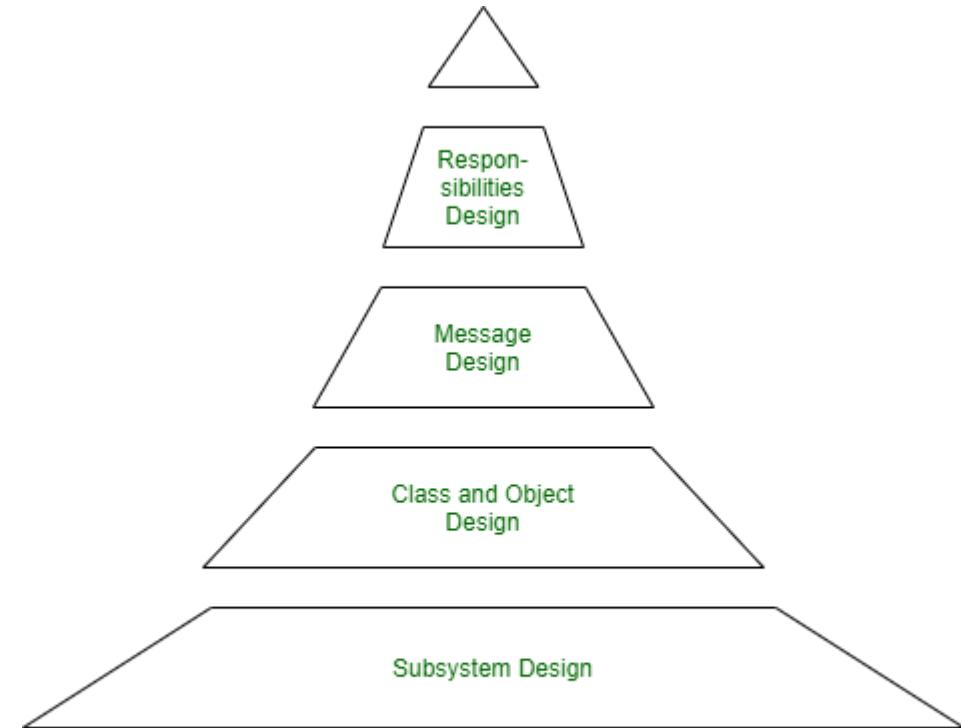 Respon-
sibilities
Design
Message
Design
Class and Object
Design
Subsystem Design